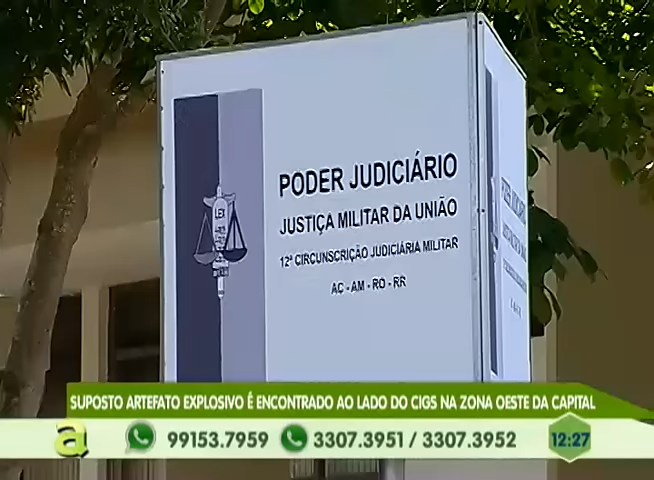 LEX
PODER JUDICIÁRIO
JUSTIÇA MILITAR DA UNIÃO
12ª CIRCUNSCRIÇÃO JUDICIÁRIA MILITAR
AC - AM - RO - RR
SUPOSTO ARTEFATO EXPLOSIVO É ENCONTRADO AO LADO DO CIGS NA ZONA OESTE DA CAPITAL
a 99153.7959 3307.3951 / 3307.3952 12:27